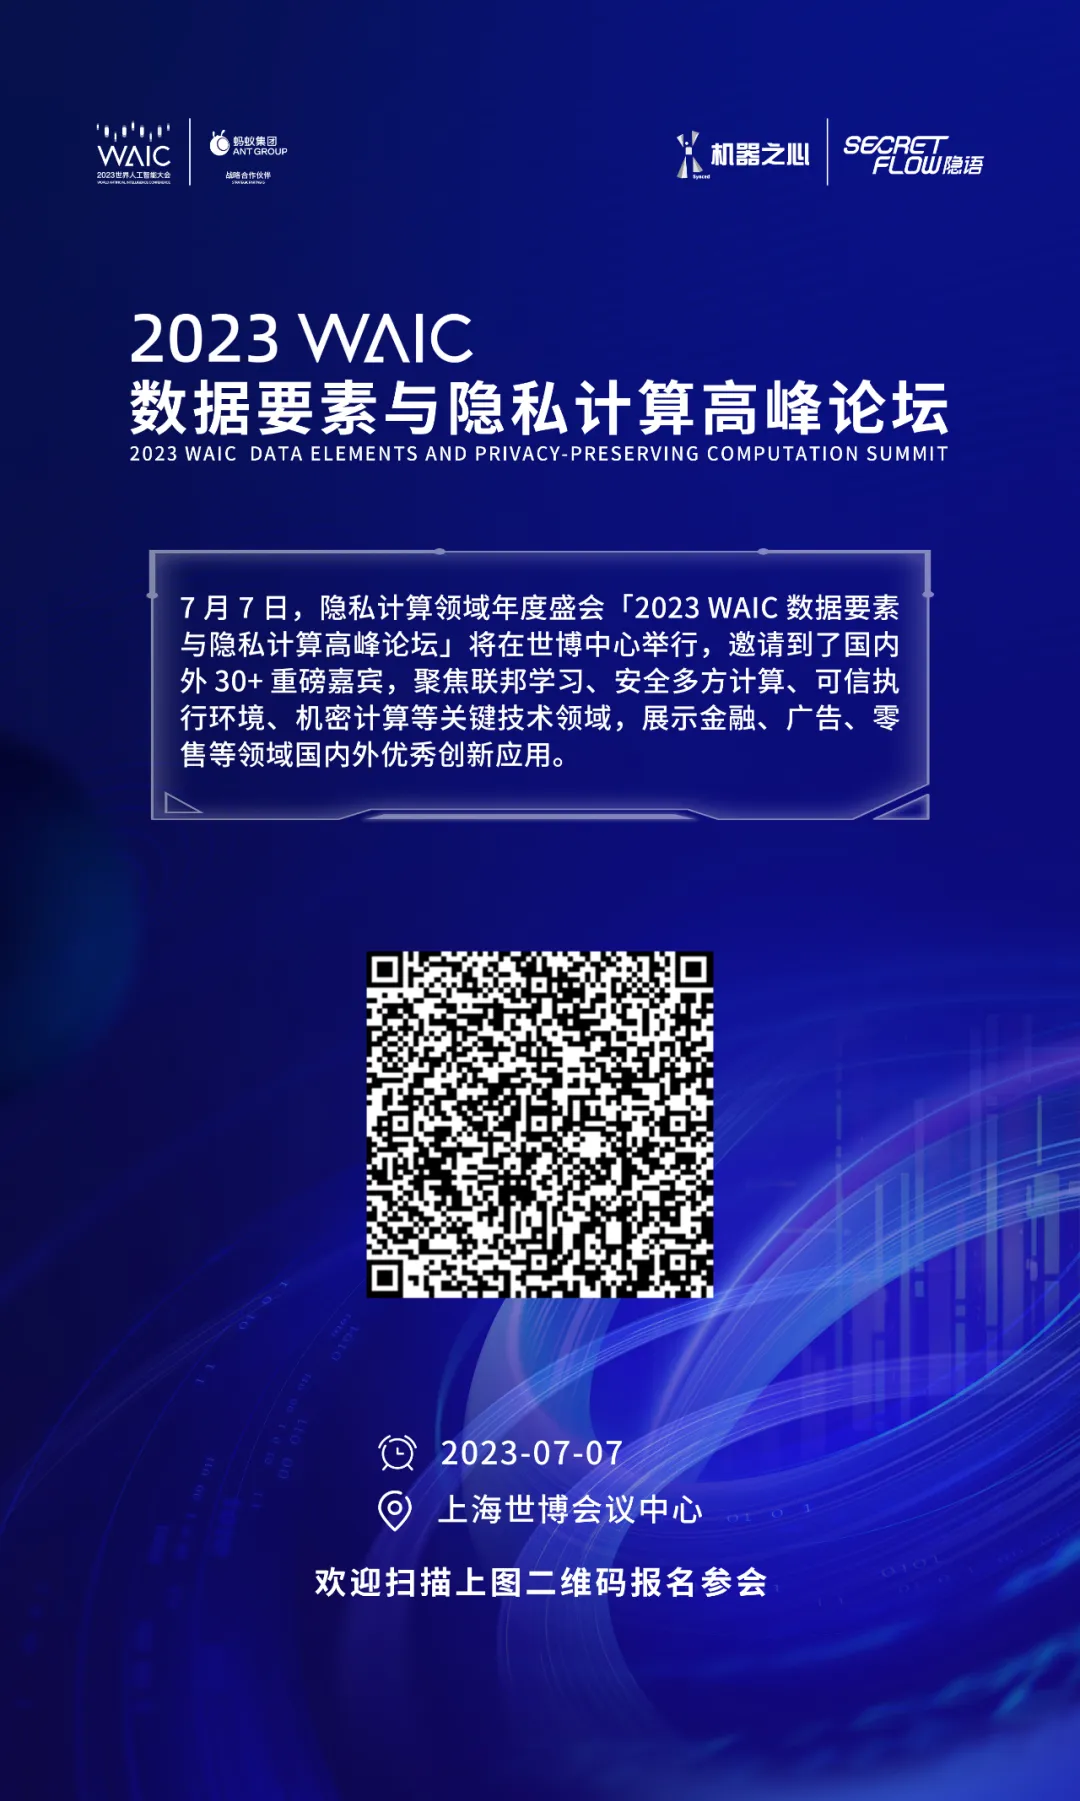 WAIC
2023世界人工智能大会
WORLD ARTIFICIAL INTELLIGENCE CONFERENCE
蚂蚁集团
ANT GROUP
战略合作伙伴
机器之心
Synced
SECRET
FLOW隐语
2023 WAIC
数据要素与隐私计算高峰论坛
2023 WAIC DATA ELEMENTS AND PRIVACY-PRESERVING COMPUTATION SUMMIT
7 月 7 日，隐私计算领域年度盛会「2023 WAIC 数据要素
与隐私计算高峰论坛」将在世博中心举行，邀请到了国内
外 30+ 重磅嘉宾，聚焦联邦学习、安全多方计算、可信执
行环境、机密计算等关键技术领域，展示金融、广告、零
售等领域国内外优秀创新应用。
2023-07-07
上海世博会议中心
欢迎扫描上图二维码报名参会